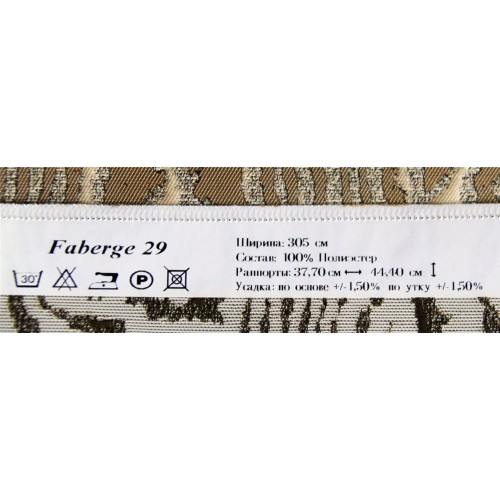 Faberge 29
30°
P
Ширина: 305 см
Состав: 100% Полиэстер
Раппорты: 37,70 см ↔ 44,40 см ↕
Усадка: по основе +/-1,50% по утку +/-1,50%